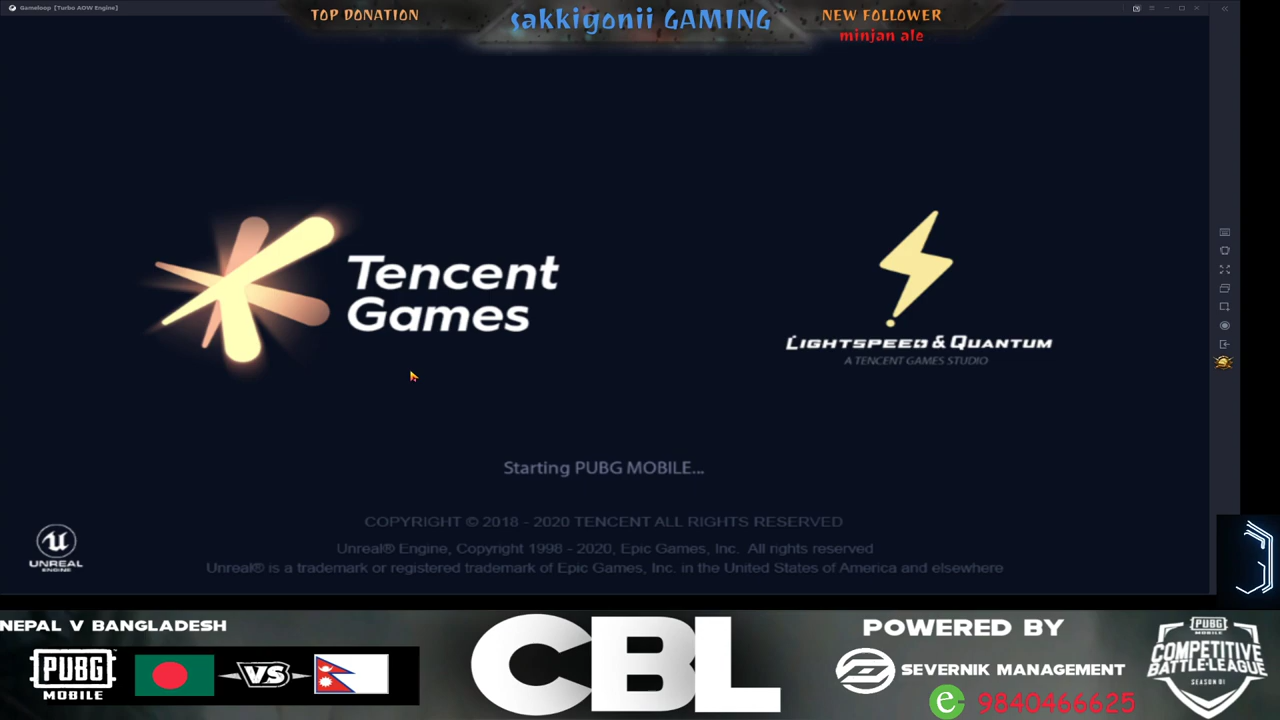 Gameloop [Turbo AOW Engine]
TOP DONATION
sakkigonii GAMING
NEW FOLLOWER
minjan ale
Tencent
Games
LIGHTSPEED & QUANTUM
A TENCENT GAMES STUDIO
Starting PUBG MOBILE...
COPYRIGHT © 2018 - 2020 TENCENT ALL RIGHTS RESERVED
UNREAL
ENGINE
Unreal® Engine, Copyright 1998 - 2020, Epic Games, Inc. All rights reserved
Unreal® is a trademark or registered trademark of Epic Games, Inc. in the United States of America and elsewhere
NEPAL V BANGLADESH
PUBG
MOBILE
VS
CBL
POWERED BY
SEVERNIK MANAGEMENT
9840466625
PUBG
MOBILE
COMPETITIVE
BATTLE-LEAGUE
SEASON 01